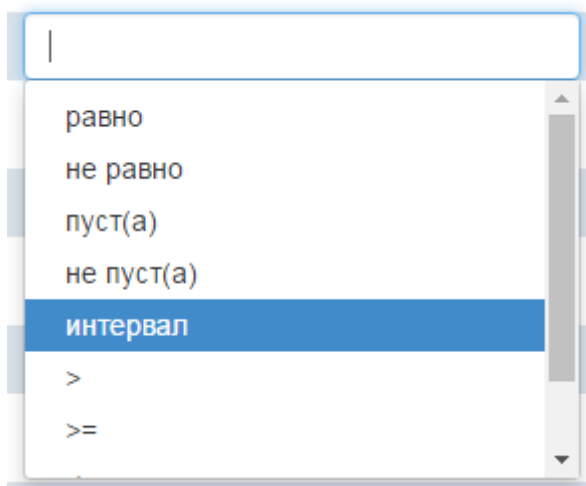 равно
не равно
пуст(а)
не пуст(а)
интервал
>
>=